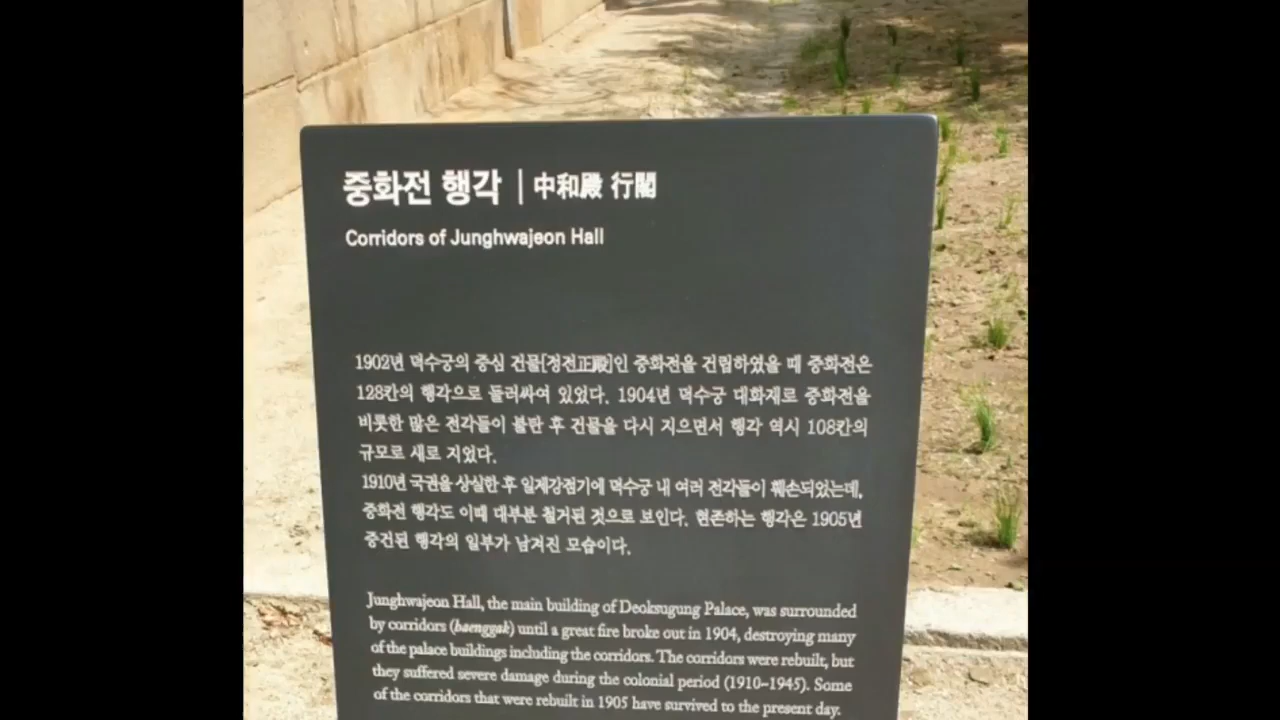 중화전 행각 | 中和殿 行閣
Corridors of Junghwajeon Hall
1902년 덕수궁의 중심 건물[정전正殿]인 중화전을 건립하였을 때 중화전은
128칸의 행각으로 둘러싸여 있었다. 1904년 덕수궁 대화재로 중화전을
비롯한 많은 전각들이 불탄 후 건물을 다시 지으면서 행각 역시 108칸의
규모로 새로 지었다.
1910년 국권을 상실한 후 일제강점기에 덕수궁 내 여러 전각들이 훼손되었는데,
중화전 행각도 이때 대부분 철거된 것으로 보인다. 현존하는 행각은 1905년
중건된 행각의 일부가 남겨진 모습이다.
Junghwajeon Hall, the main building of Deoksugung Palace, was surrounded
by corridors (haenggak) until a great fire broke out in 1904, destroying many
of the palace buildings including the corridors. The corridors were rebuilt, but
they suffered severe damage during the colonial period (1910–1945). Some
of the corridors that were rebuilt in 1905 have survived to the present day.